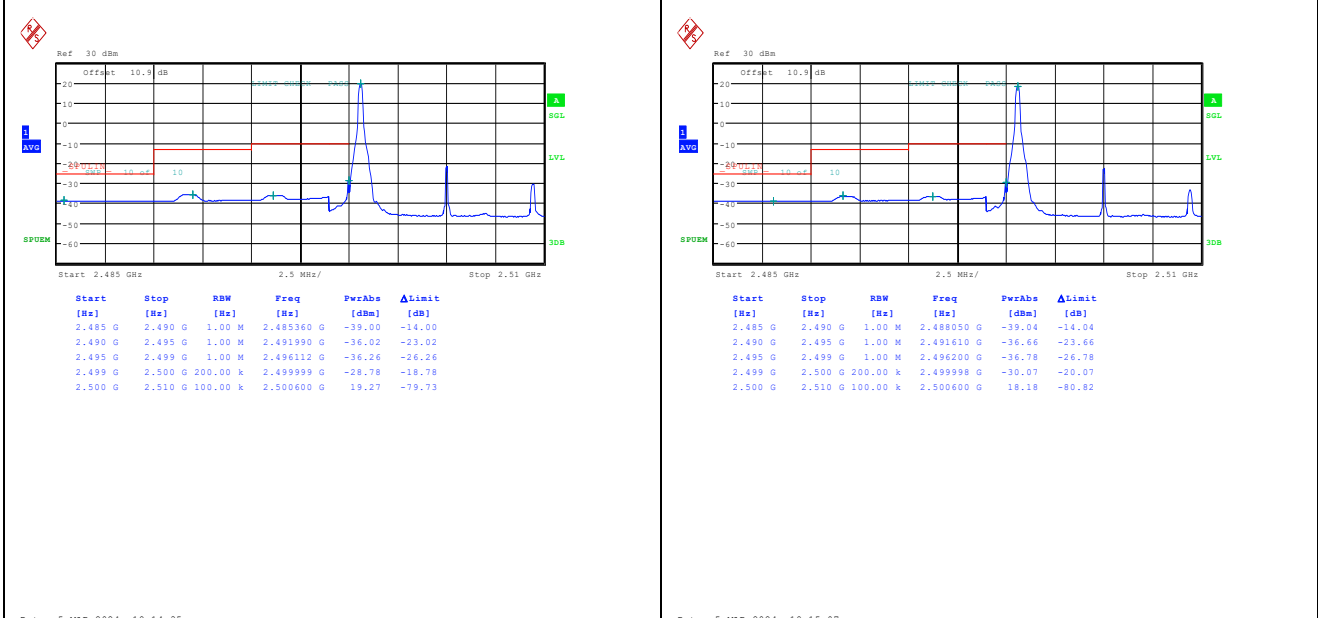 R S
Ref 30 dBm
Offset 10.9 dB
LIMIT CHECK PASS
20
10
0
-10
-20
-30
-40
-50
-60
1
AVG
SWP 10 of 10
SPUEM
A
SGL
LVL
3DB
Start 2.485 GHz 2.5 MHz/ Stop 2.51 GHz
Start Stop RBW Freq PwrAbs ΔLimit
[Hz] [Hz] [Hz] [Hz] [dBm] [dB]
2.485 G 2.490 G 1.00 M 2.485360 G -39.00 -14.00
2.490 G 2.495 G 1.00 M 2.491990 G -36.02 -23.02
2.495 G 2.499 G 1.00 M 2.496112 G -36.26 -26.26
2.499 G 2.500 G 200.00 k 2.499999 G -28.78 -18.78
2.500 G 2.510 G 100.00 k 2.500600 G 19.27 -79.73
R S
Ref 30 dBm
Offset 10.9 dB
LIMIT CHECK PASS
20
10
0
-10
-20
-30
-40
-50
-60
1
AVG
SWP 10 of 10
SPUEM
A
SGL
LVL
3DB
Start 2.485 GHz 2.5 MHz/ Stop 2.51 GHz
Start Stop RBW Freq PwrAbs ΔLimit
[Hz] [Hz] [Hz] [Hz] [dBm] [dB]
2.485 G 2.490 G 1.00 M 2.488050 G -39.04 -14.04
2.490 G 2.495 G 1.00 M 2.491610 G -36.66 -23.66
2.495 G 2.499 G 1.00 M 2.496200 G -36.78 -26.78
2.499 G 2.500 G 200.00 k 2.499998 G -30.07 -20.07
2.500 G 2.510 G 100.00 k 2.500600 G 18.18 -80.82